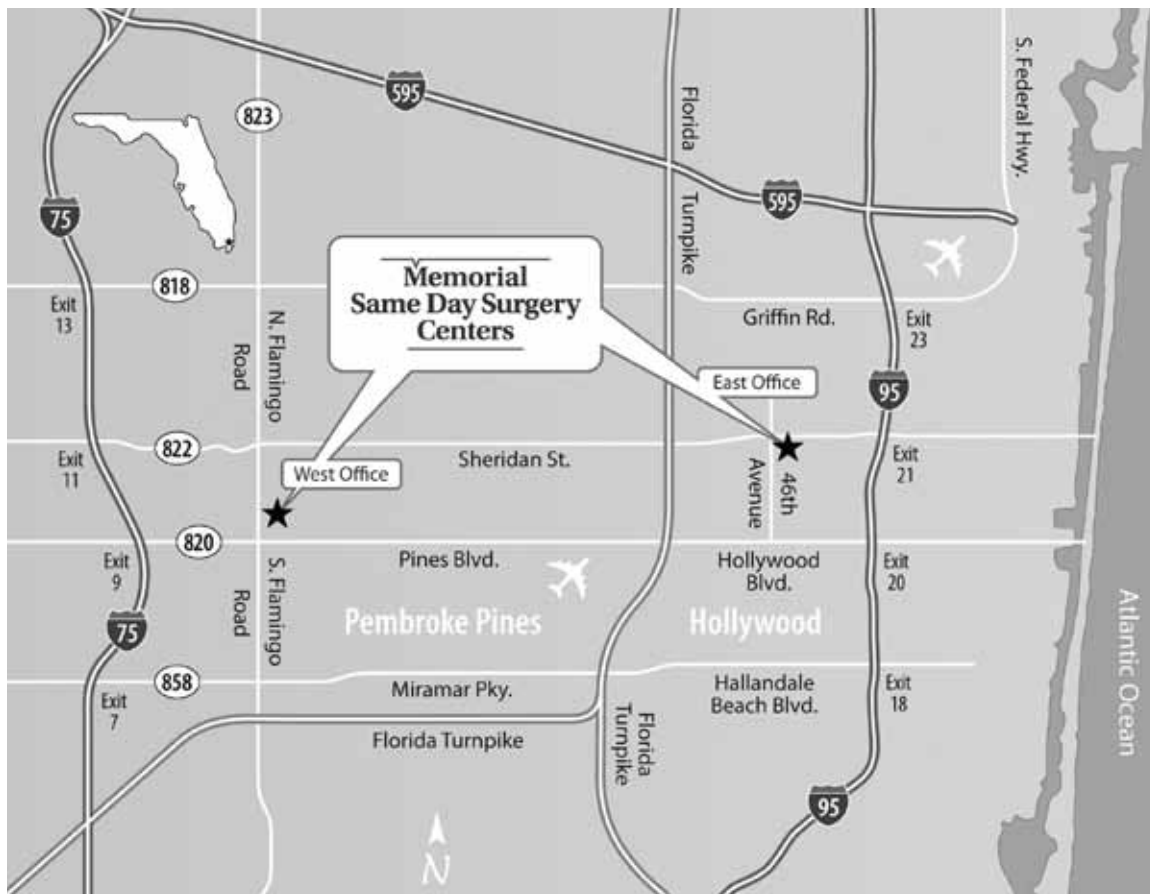 595
823
Florida
Turnpike
S. Federal Hwy.
75
595
818
Memorial
Same Day Surgery
Centers
Exit
13
N. Flamingo
Road
Griffin Rd.
Exit
23
East Office
95
822
Exit
11
Sheridan St.
West Office
46th
Avenue
Exit
21
820
Exit
9
Pines Blvd.
Hollywood
Blvd.
Exit
20
S. Flamingo
Road
75
Pembroke Pines
Hollywood
Atlantic Ocean
858
Exit
7
Miramar Pky.
Hallandale
Beach Blvd.
Exit
18
Florida Turnpike
Florida
Turnpike
95
N